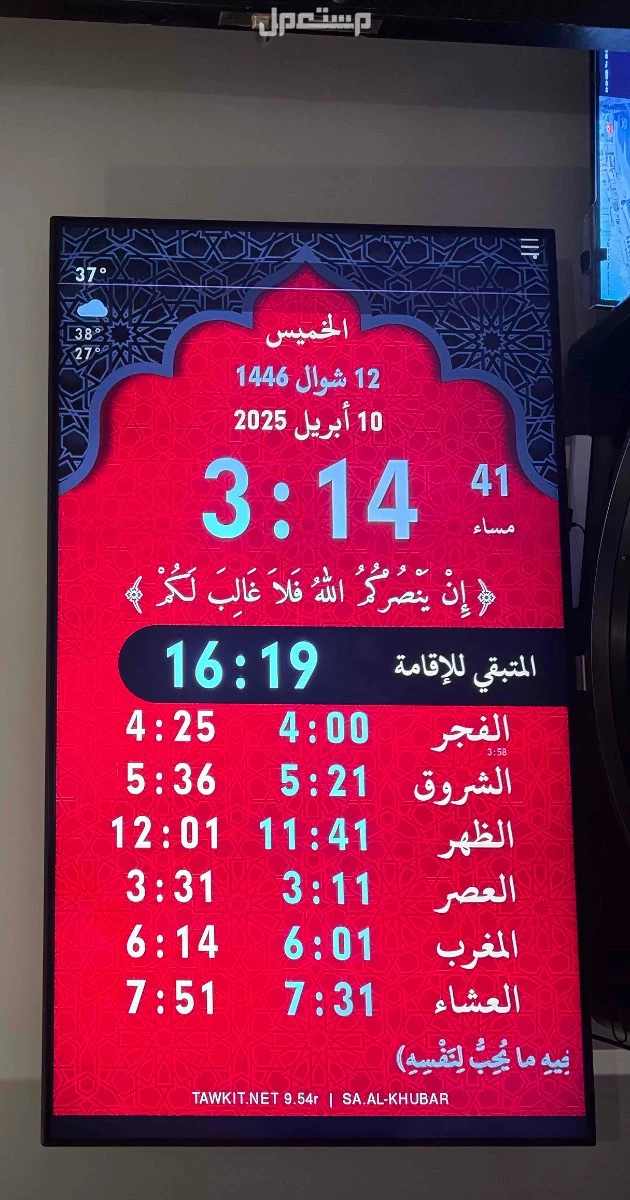 مستعمل
37°
38°
27°
الخميس
12 شوال 1446
10 أبريل 2025
3:14 41
مساء
﴿ إِنْ يَنْصُرْكُمُ اللهُ فَلاَ غَالِبَ لَكُمْ ﴾
المتبقي للإقامة 16:19
الفجر 4:00 4:25
3:58
الشروق 5:21 5:36
الظهر 11:41 12:01
العصر 3:11 3:31
المغرب 6:01 6:14
العشاء 7:31 7:51
فِيهِ ما يُحِبُّ لِنَفْسِهِ)
TAWKIT.NET 9.54r | SA.AL-KHUBAR